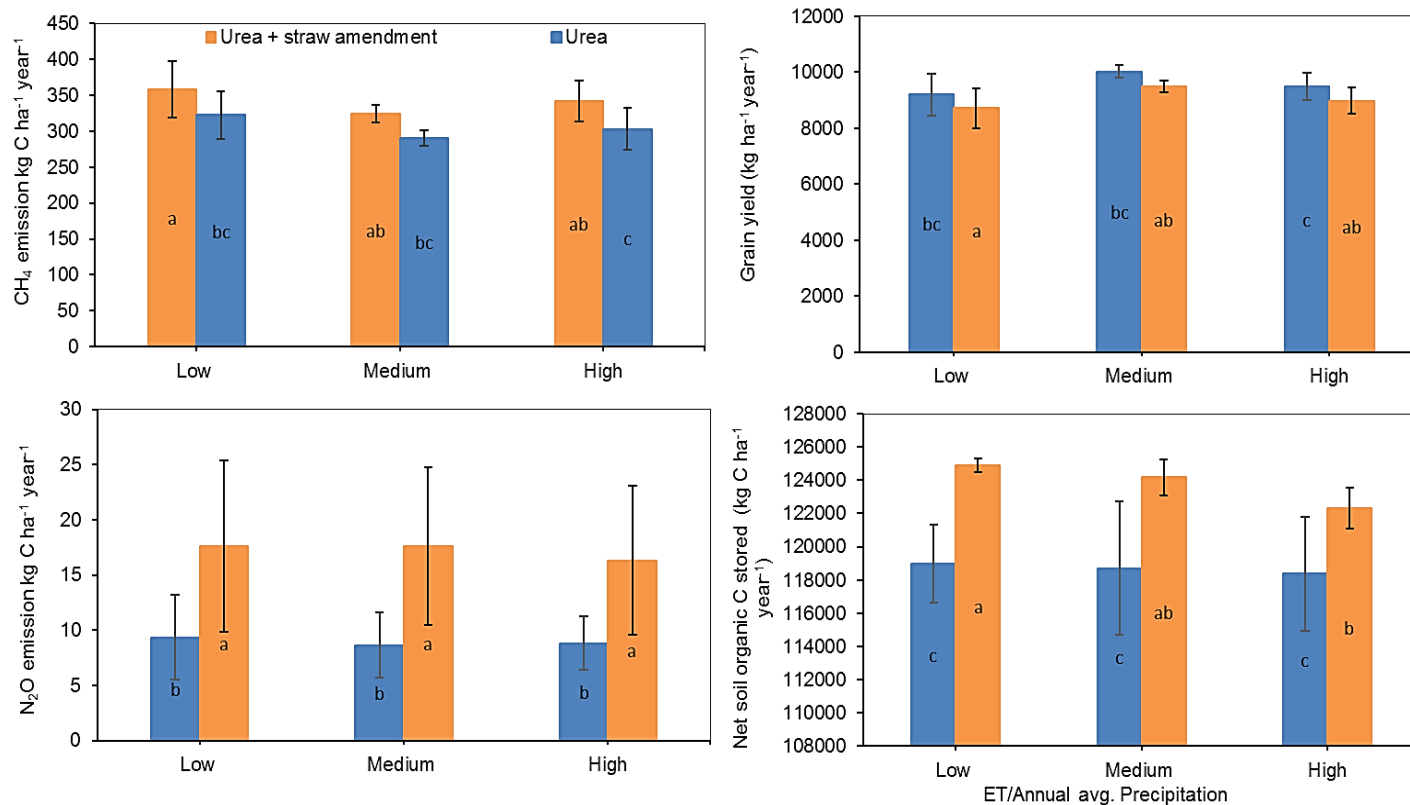 CH₄ emission kg C ha⁻¹ year⁻¹
450
400
350
300
250
200
150
100
50
0
Urea + straw amendment
Urea
a
bc
ab
bc
ab
c
Low
Medium
High
Grain yield (kg ha⁻¹ year⁻¹)
12000
10000
8000
6000
4000
2000
0
bc
a
bc
ab
c
ab
Low
Medium
High
N₂O emission kg C ha⁻¹ year⁻¹
30
25
20
15
10
5
0
b
a
b
a
b
a
Low
Medium
High
Net soil organic C stored (kg C ha⁻¹
year⁻¹)
128000
126000
124000
122000
120000
118000
116000
114000
112000
110000
108000
c
a
c
ab
c
b
Low
Medium
High
ET/Annual avg. Precipitation